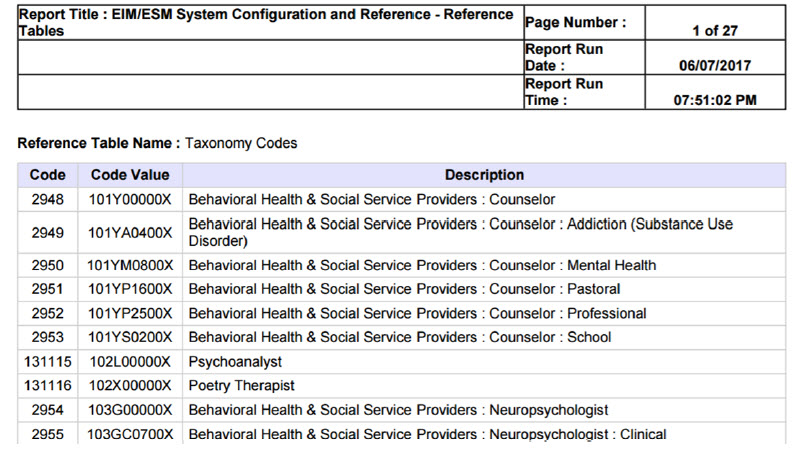 Report Title : EIM/ESM System Configuration and Reference - Reference
Tables
Page Number :
1 of 27
Report Run
Date :
06/07/2017
Report Run
Time :
07:51:02 PM
Reference Table Name : Taxonomy Codes
Code Code Value Description
2948 101Y00000X Behavioral Health & Social Service Providers : Counselor
2949 101YA0400X Behavioral Health & Social Service Providers : Counselor : Addiction (Substance Use
Disorder)
2950 101YM0800X Behavioral Health & Social Service Providers : Counselor : Mental Health
2951 101YP1600X Behavioral Health & Social Service Providers : Counselor : Pastoral
2952 101YP2500X Behavioral Health & Social Service Providers : Counselor : Professional
2953 101YS0200X Behavioral Health & Social Service Providers : Counselor : School
131115 102L00000X Psychoanalyst
131116 102X00000X Poetry Therapist
2954 103G00000X Behavioral Health & Social Service Providers : Neuropsychologist
2955 103GC0700X Behavioral Health & Social Service Providers : Neuropsychologist : Clinical